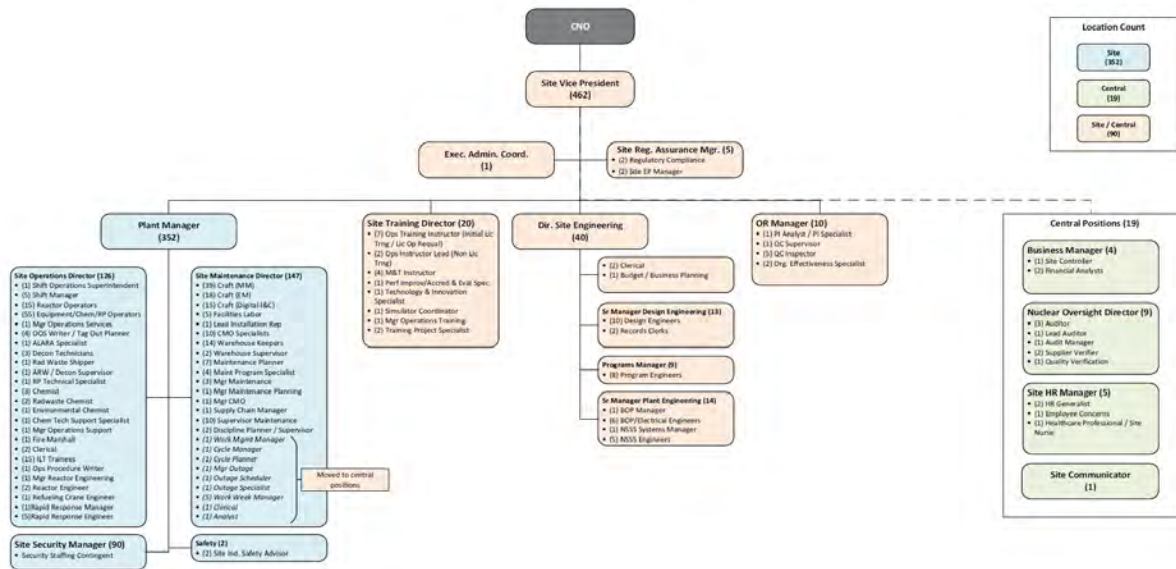 CNO
Site Vice President
(462)
Location Count
Site
(352)
Central
(19)
Site / Central
(90)
Exec. Admin. Coord.
(1)
Site Reg. Assurance Mgr. (5)
• (2) Regulatory Compliance
• (2) Site EP Manager
Plant Manager
(352)
Site Operations Director (126)
• (1) Shift Operations Superintendent
• (5) Shift Manager
• (15) Reactor Operators
• (55) Equipment/Chem/RP Operators
• (1) Mgr Operations Services
• (4) OOS Writer / Tag Out Planner
• (1) ALARA Specialist
• (3) Decon Technicians
• (1) Rad Waste Shipper
• (1) ARW / Decon Supervisor
• (1) RP Technical Specialist
• (3) Chemist
• (2) Radwaste Chemist
• (1) Environmental Chemist
• (1) Chem Tech Support Specialist
• (1) Mgr Operations Support
• (1) Fire Marshall
• (2) Clerical
• (15) ILT Trainees
• (1) Ops Procedure Writer
• (1) Mgr Reactor Engineering
• (2) Reactor Engineer
• (1) Refueling Crane Engineer
• (1)Rapid Response Manager
• (5)Rapid Response Engineer
Site Maintenance Director (147)
• (39) Craft (MM)
• (18) Craft (EM)
• (15) Craft (Digital I&C)
• (5) Facilities Labor
• (1) Lead Installation Rep
• (10) CMO Specialists
• (14) Warehouse Keepers
• (2) Warehouse Supervisor
• (7) Maintenance Planner
• (4) Maint Program Specialist
• (3) Mgr Maintenance
• (1) Mgr Maintenance Planning
• (1) Mgr CMO
• (1) Supply Chain Manager
• (10) Supervisor Maintenance
• (2) Discipline Planner / Supervisor
• (1) Work Mgmt Manager
• (1) Cycle Manager
• (1) Cycle Planner
• (1) Mgr Outage
• (1) Outage Scheduler
• (1) Outage Specialist
• (5) Work Week Manager
• (1) Clerical
• (1) Analyst
Moved to central
positions
Site Security Manager (90)
• Security Staffing Contingent
Safety (2)
• (2) Site Ind. Safety Advisor
Site Training Director (20)
• (7) Ops Training Instructor (Initial Lic
Trng / Lic Op Requal)
• (2) Ops Instructor Lead (Non Lic
Trng)
• (4) M&T Instructor
• (1) Perf Improv/Accred & Eval Spec
• (1) Technology & Innovation
Specialist
• (1) Simulator Coordinator
• (1) Mgr Operations Training
• (2) Training Project Specialist
Dir. Site Engineering
(40)
• (2) Clerical
• (1) Budget / Business Planning
Sr Manager Design Engineering (13)
• (10) Design Engineers
• (2) Records Clerks
Programs Manager (9)
• (8) Program Engineers
Sr Manager Plant Engineering (14)
• (1) BOP Manager
• (6) BOP/Electrical Engineers
• (1) NSSS Systems Manager
• (5) NSSS Engineers
OR Manager (10)
• (1) PI Analyst / PI Specialist
• (1) QC Supervisor
• (5) QC Inspector
• (2) Org. Effectiveness Specialist
Central Positions (19)
Business Manager (4)
• (1) Site Controller
• (2) Financial Analysts
Nuclear Oversight Director (9)
• (3) Auditor
• (1) Lead Auditor
• (1) Audit Manager
• (2) Supplier Verifier
• (1) Quality Verification
Site HR Manager (5)
• (2) HR Generalist
• (1) Employee Concerns
• (1) Healthcare Professional / Site
Nurse
Site Communicator
(1)